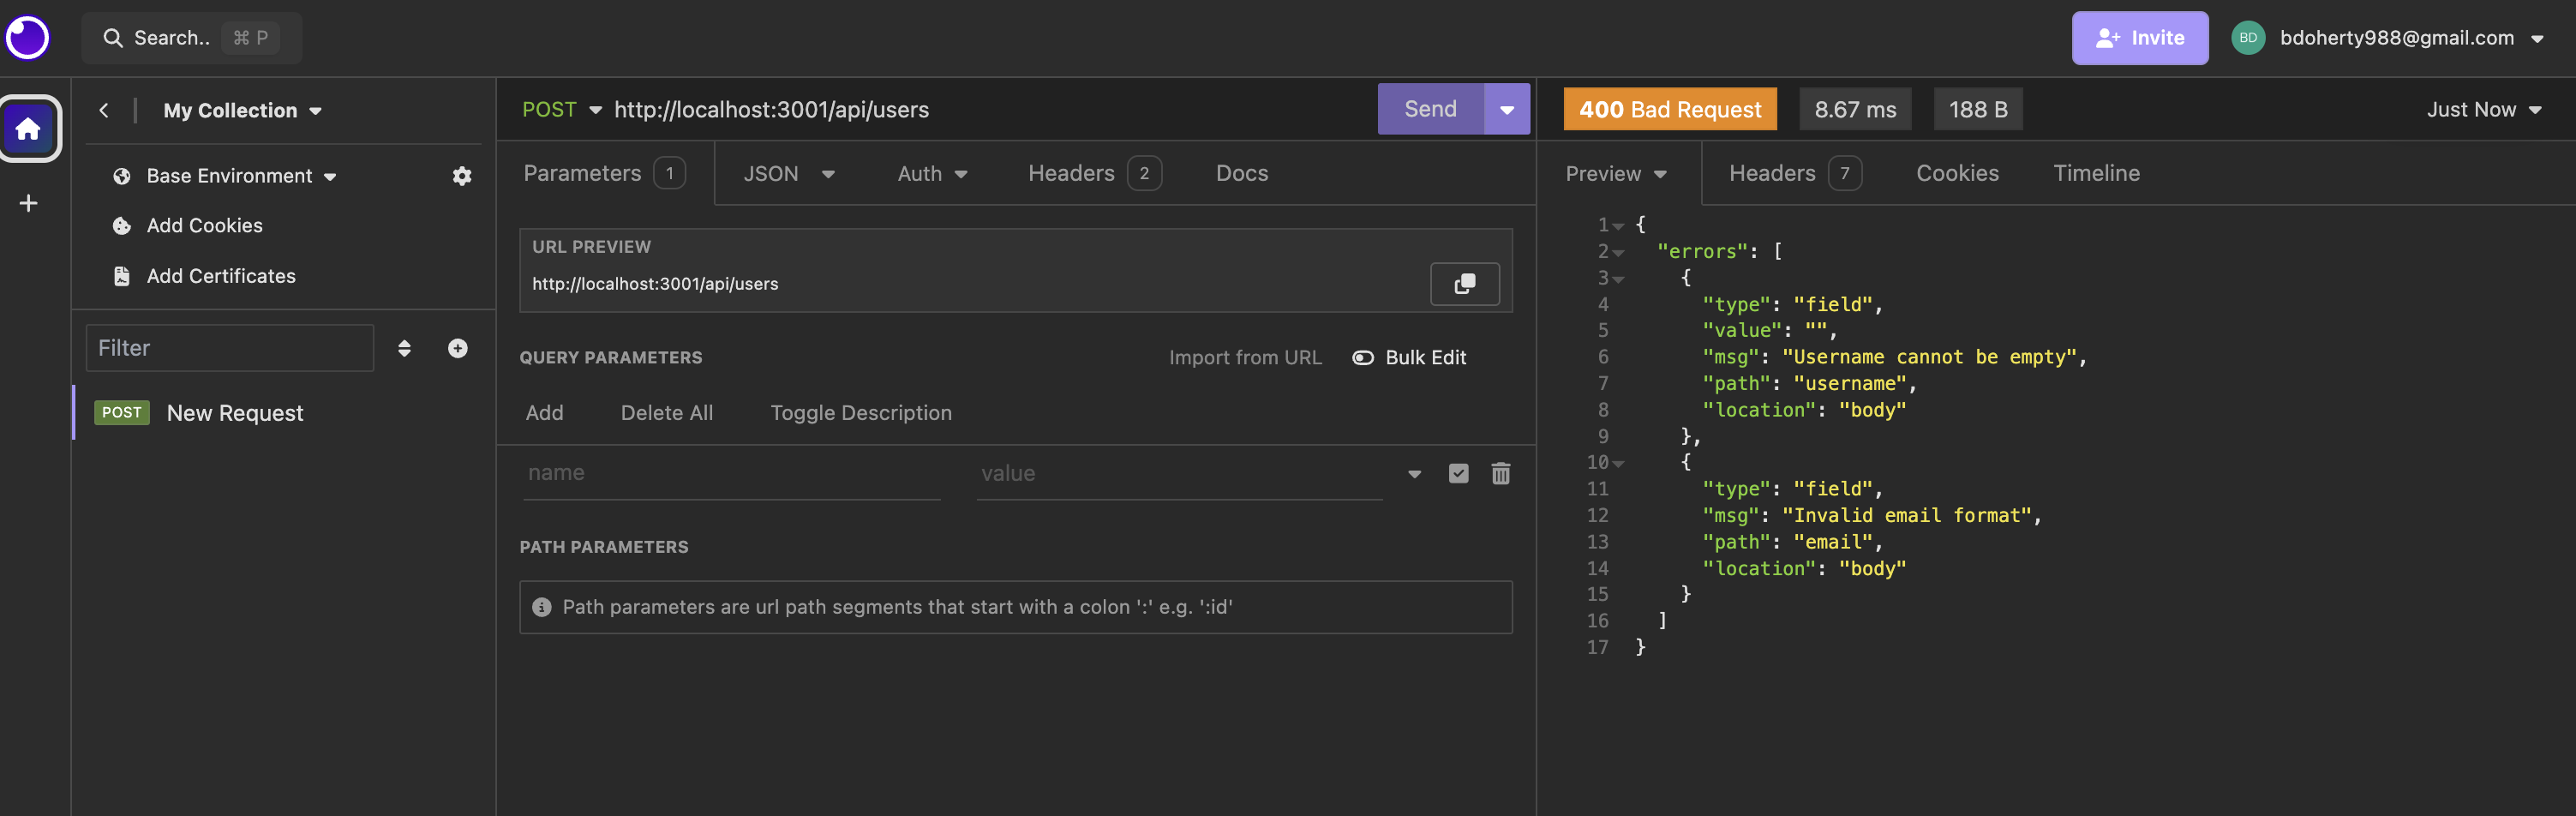 Search.. ⌘ P
Invite
BD bdoherty988@gmail.com
My Collection
Base Environment
Add Cookies
Add Certificates
Filter
POST New Request
POST http://localhost:3001/api/users Send
Parameters 1 JSON Auth Headers 2 Docs
URL PREVIEW
http://localhost:3001/api/users
QUERY PARAMETERS Import from URL Bulk Edit
Add Delete All Toggle Description
name value
PATH PARAMETERS
Path parameters are url path segments that start with a colon ':' e.g. ':id'
400 Bad Request 8.67 ms 188 B Just Now
Preview Headers 7 Cookies Timeline
1 {
2 "errors": [
3 {
4 "type": "field",
5 "value": "",
6 "msg": "Username cannot be empty",
7 "path": "username",
8 "location": "body"
9 },
10 {
11 "type": "field",
12 "msg": "Invalid email format",
13 "path": "email",
14 "location": "body"
15 }
16 ]
17 }